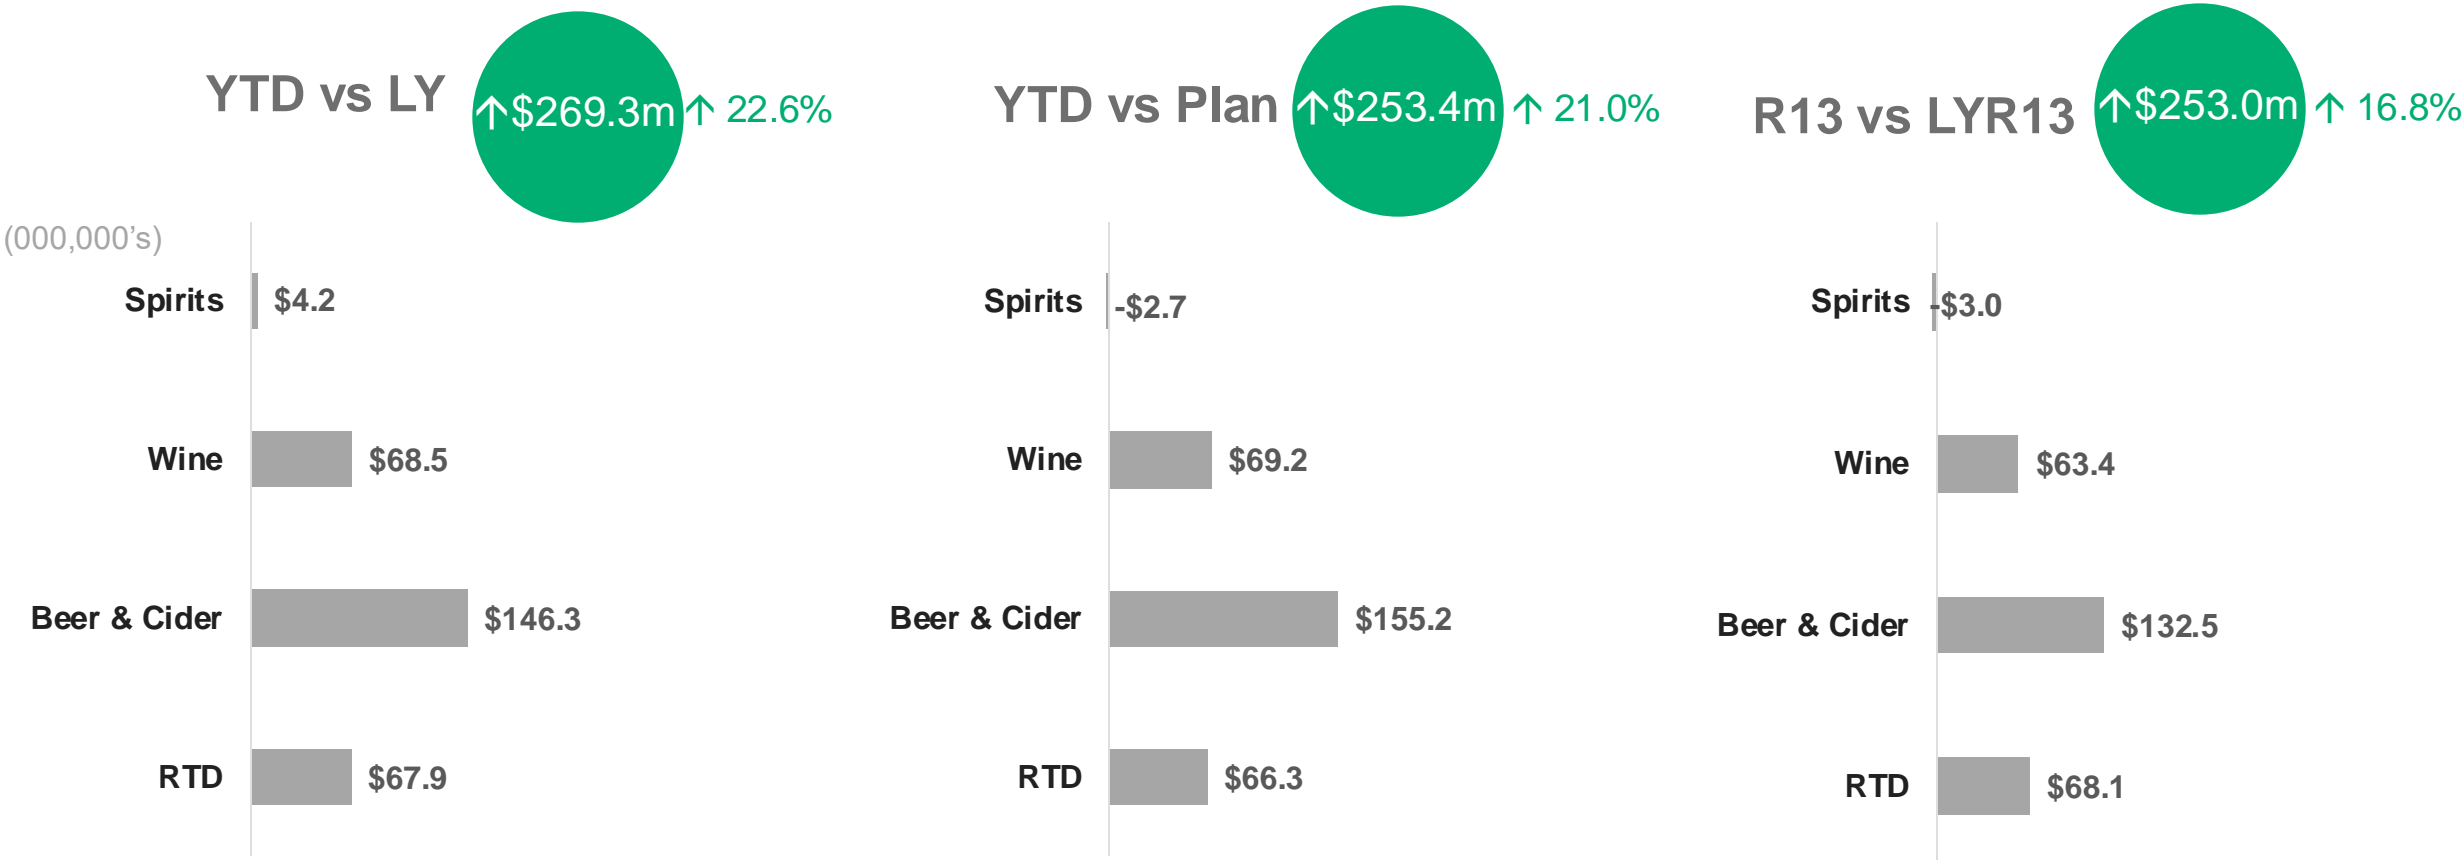 YTD vs LY
↑$269.3m
↑ 22.6%
(000,000’s)
Spirits $4.2
Wine $68.5
Beer & Cider $146.3
RTD $67.9
YTD vs Plan
↑$253.4m
↑ 21.0%
Spirits -$2.7
Wine $69.2
Beer & Cider $155.2
RTD $66.3
R13 vs LYR13
↑$253.0m
↑ 16.8%
Spirits -$3.0
Wine $63.4
Beer & Cider $132.5
RTD $68.1